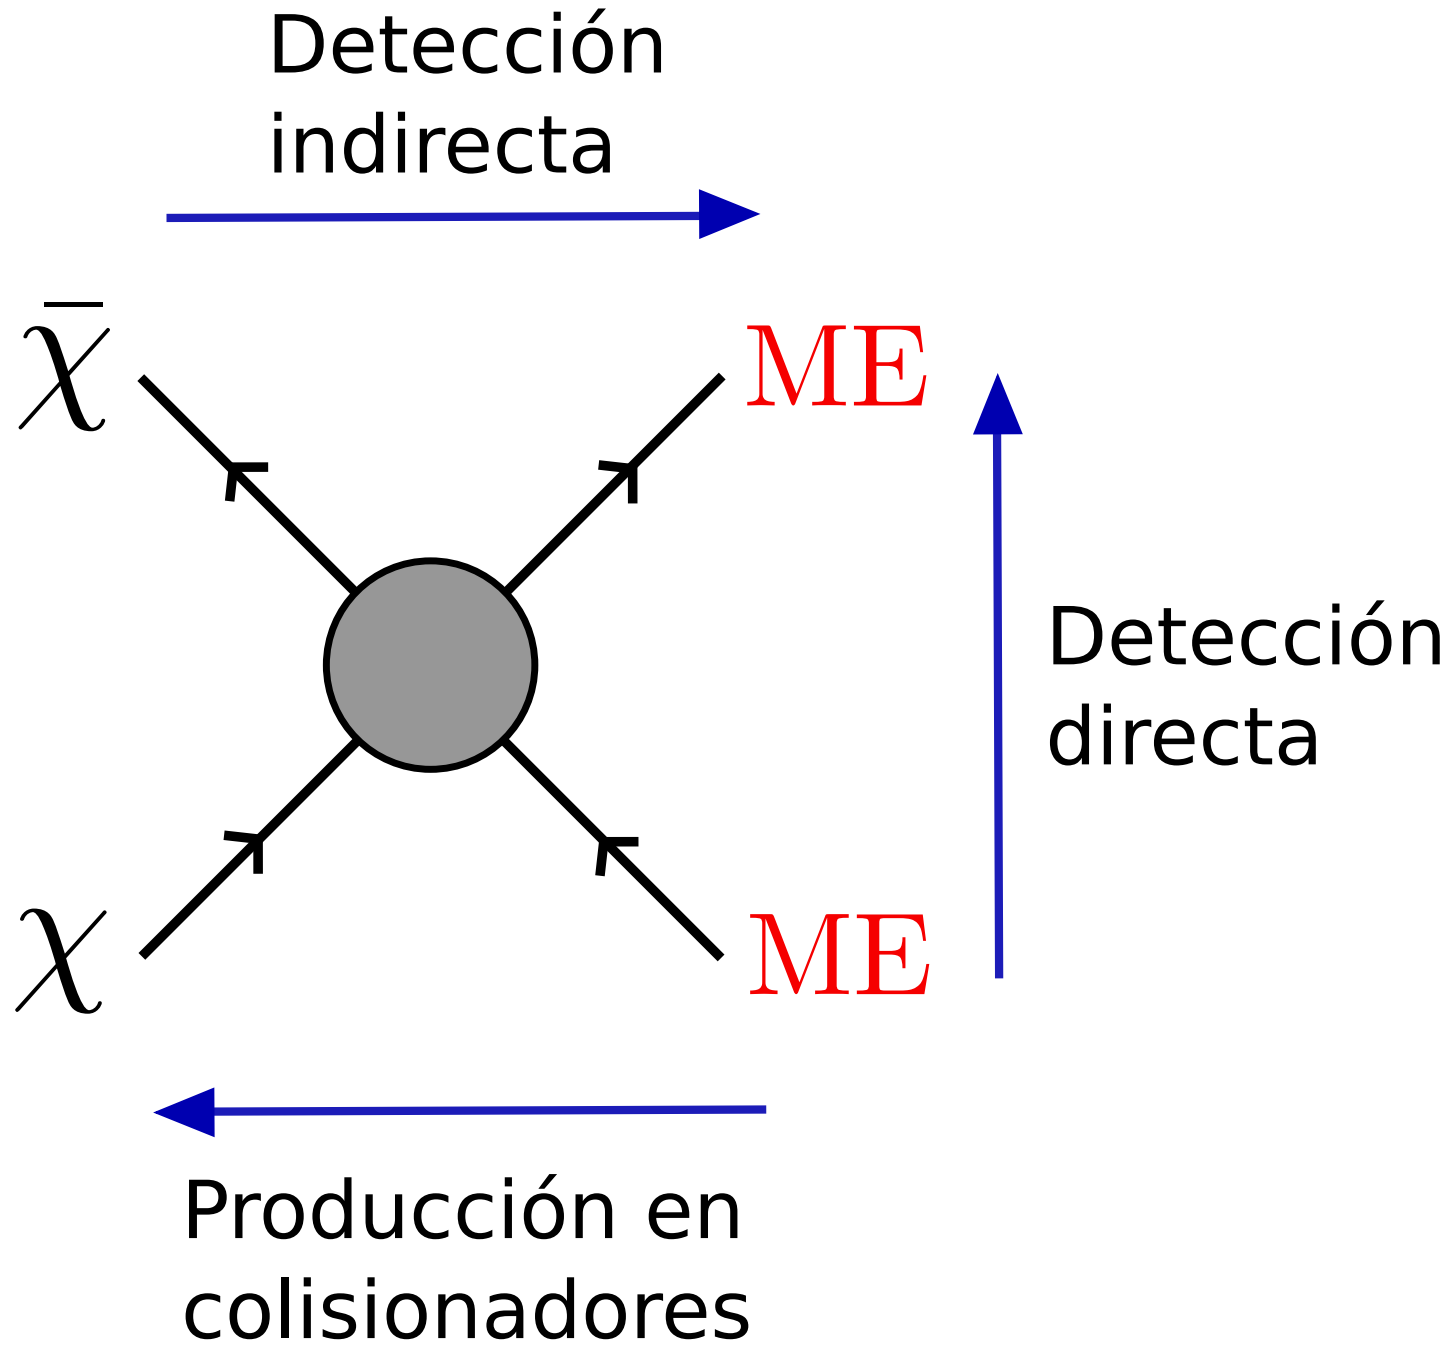 Detección
indirecta
χ̄ ME
Detección
directa
χ ME
Producción en
colisionadores